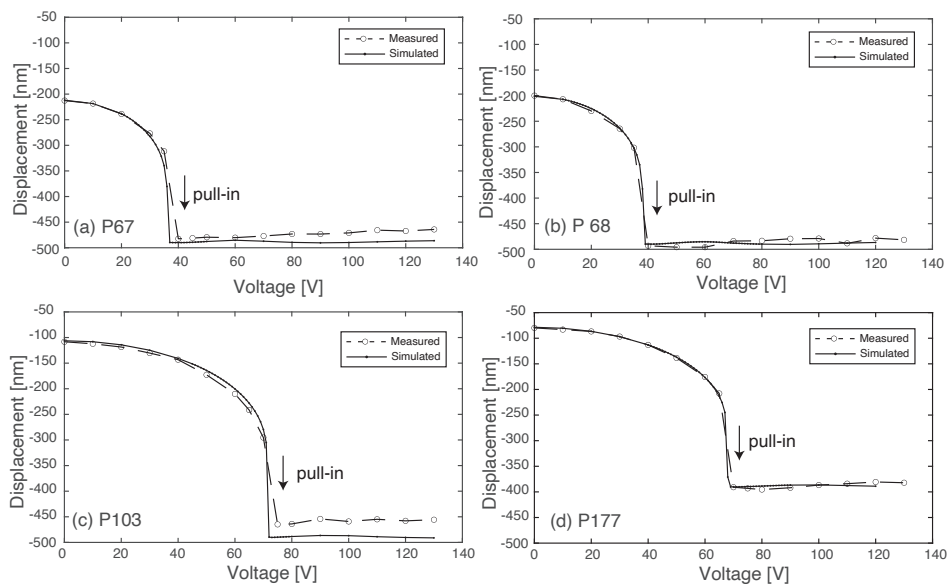 -50
-100
-150
-200
-250
-300
-350
-400
-450
-500
Displacement [nm]
Measured
Simulated
pull-in
(a) P67
0 20 40 60 80 100 120 140
Voltage [V]
-50
-100
-150
-200
-250
-300
-350
-400
-450
-500
Displacement [nm]
Measured
Simulated
pull-in
(b) P 68
0 20 40 60 80 100 120 140
Voltage [V]
-50
-100
-150
-200
-250
-300
-350
-400
-450
-500
Displacement [nm]
Measured
Simulated
pull-in
(c) P103
0 20 40 60 80 100 120 140
Voltage [V]
-50
-100
-150
-200
-250
-300
-350
-400
-450
-500
Displacement [nm]
Measured
Simulated
pull-in
(d) P177
0 20 40 60 80 100 120 140
Voltage [V]